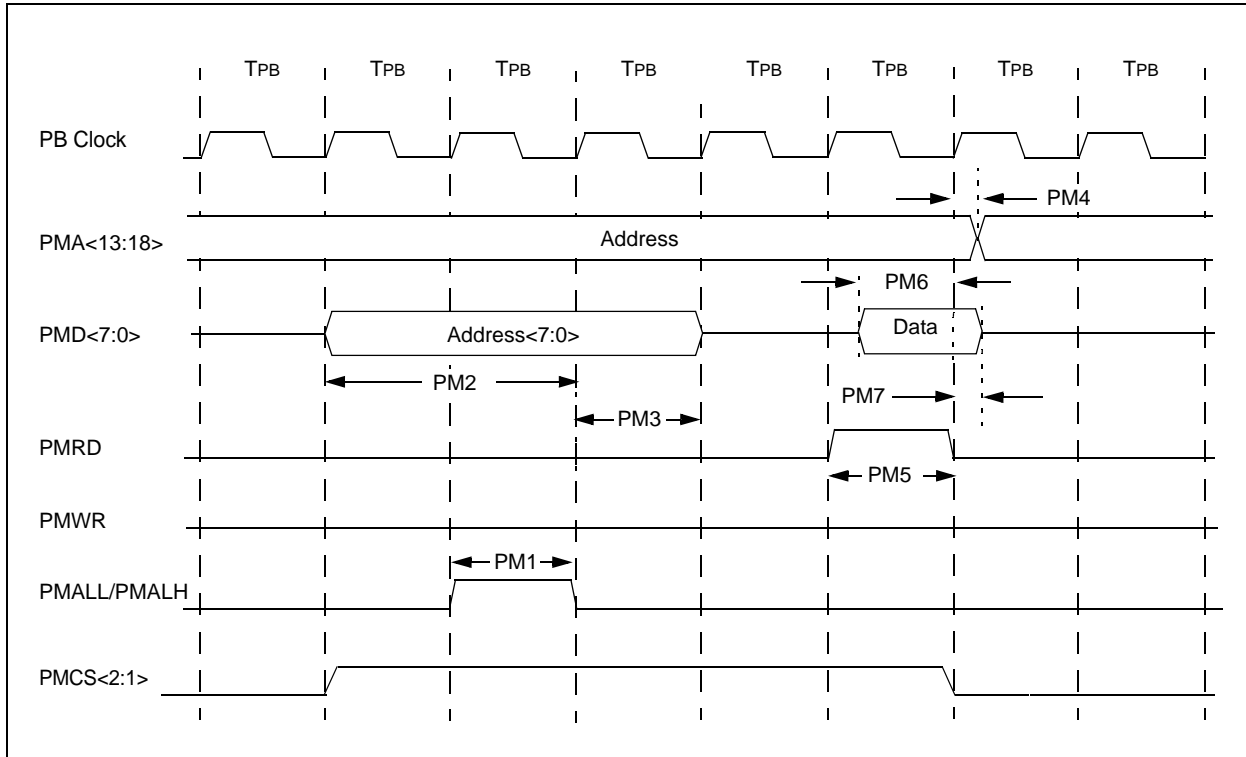 TPB TPB TPB TPB TPB TPB TPB TPB
PB Clock
PM4
PMA<13:18>
Address
PM6
PMD<7:0>
Address<7:0>
Data
PM2
PM7
PM3
PMRD
PM5
PMWR
PM1
PMALL/PMALH
PMCS<2:1>